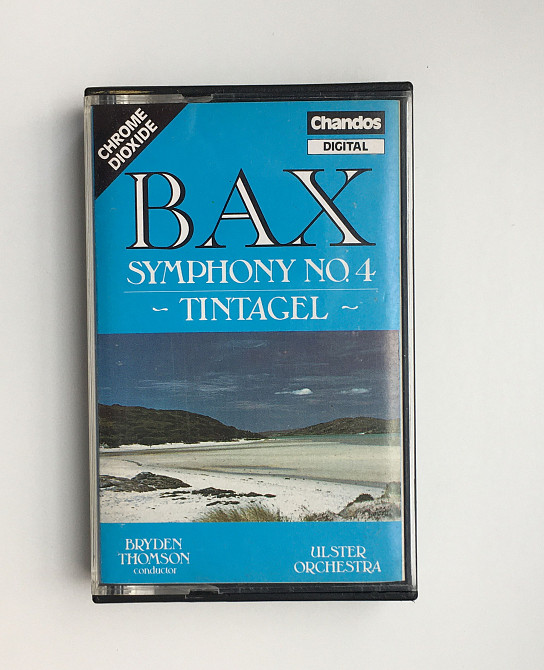 CHROME
DIOXIDE
Chandos
DIGITAL
BAX
SYMPHONY NO. 4
~ TINTAGEL ~
BRYDEN
THOMSON
conductor
ULSTER
ORCHESTRA